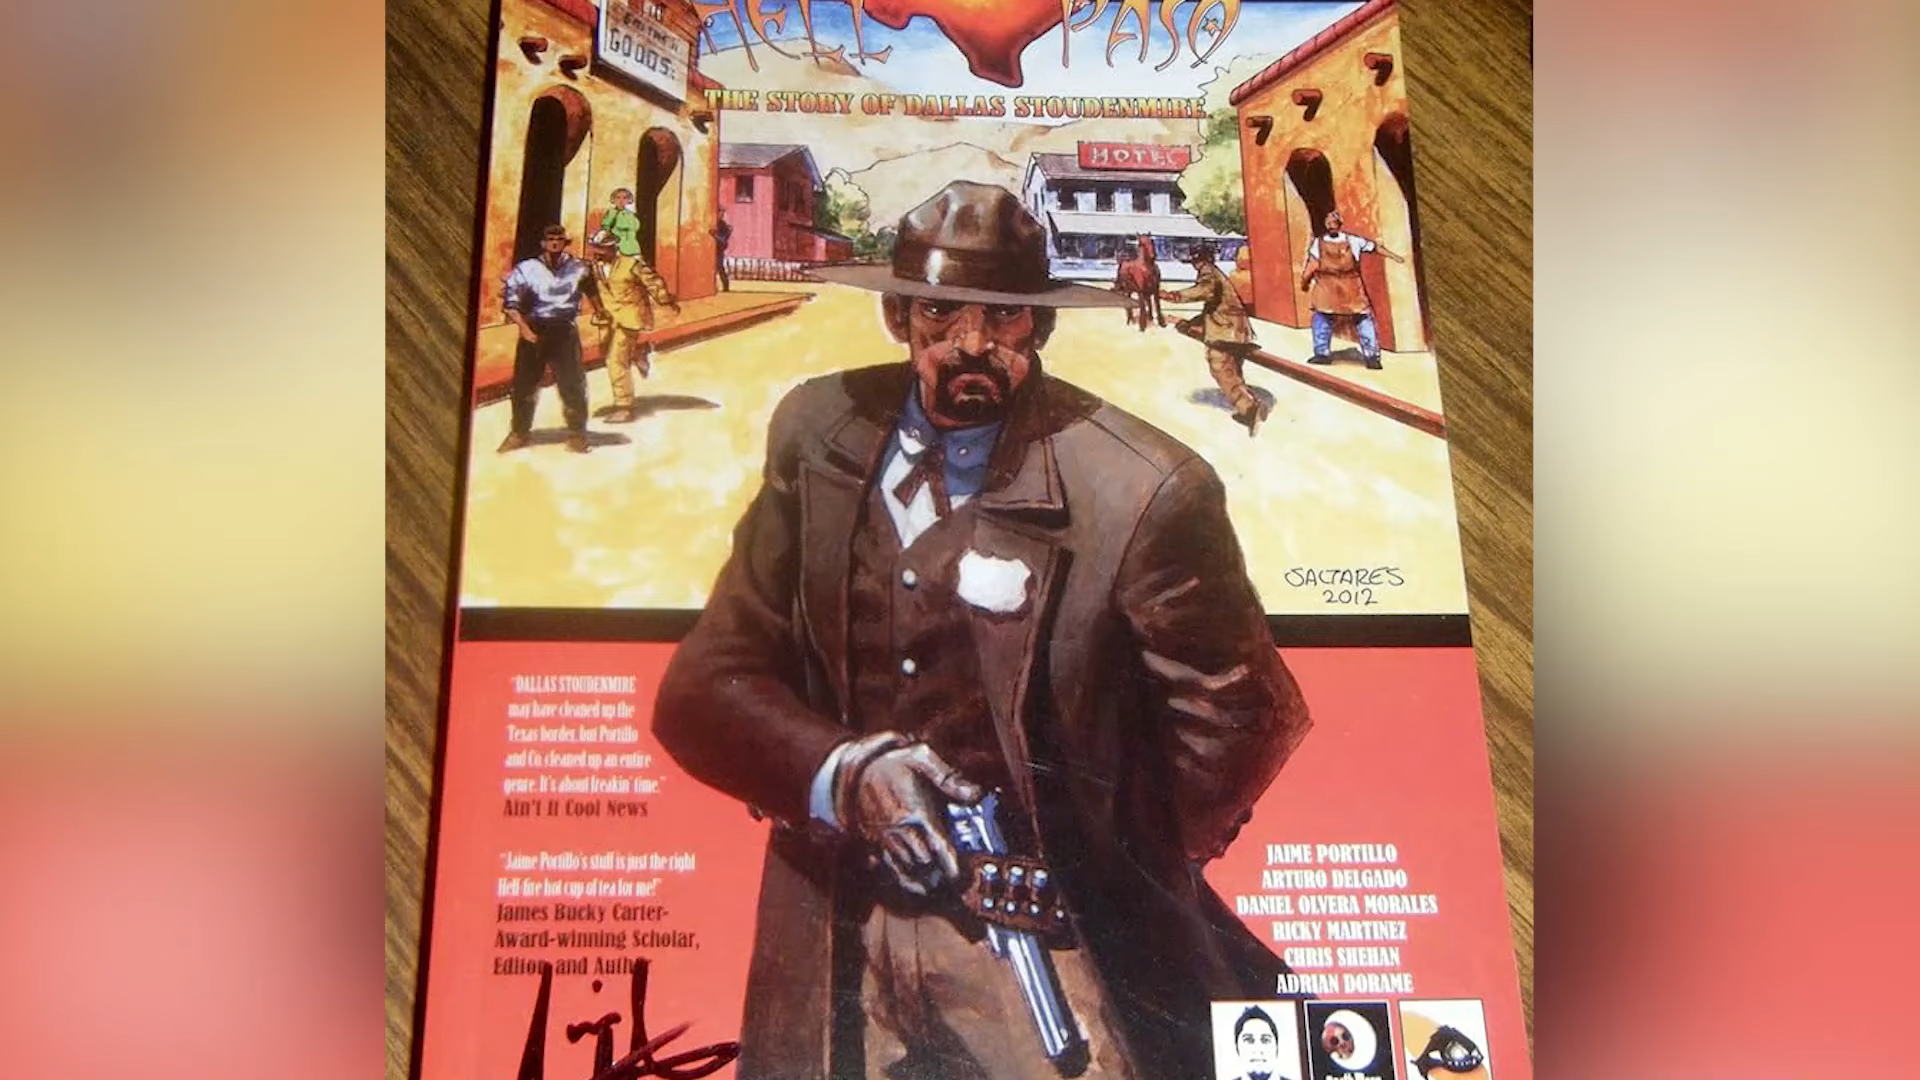 GOODS.
HELL PASO
THE STORY OF DALLAS STOUDENMIRE
HOTEL
SALTARES
2012
"DALLAS STOUDENMIRE
may have cleaned up the
Texas border, but Portillo
and Co. cleaned up an entire
genre. It's about freakin' time."
Ain't It Cool News
"Jaime Portillo's stuff is just the right
Hell-fire hot cup of tea for me!"
James Bucky Carter-
Award-winning Scholar,
Editor and Author
JAIME PORTILLO
ARTURO DELGADO
DANIEL OLVERA MORALES
RICKY MARTINEZ
CHRIS SHEHAN
ADRIAN DORAME